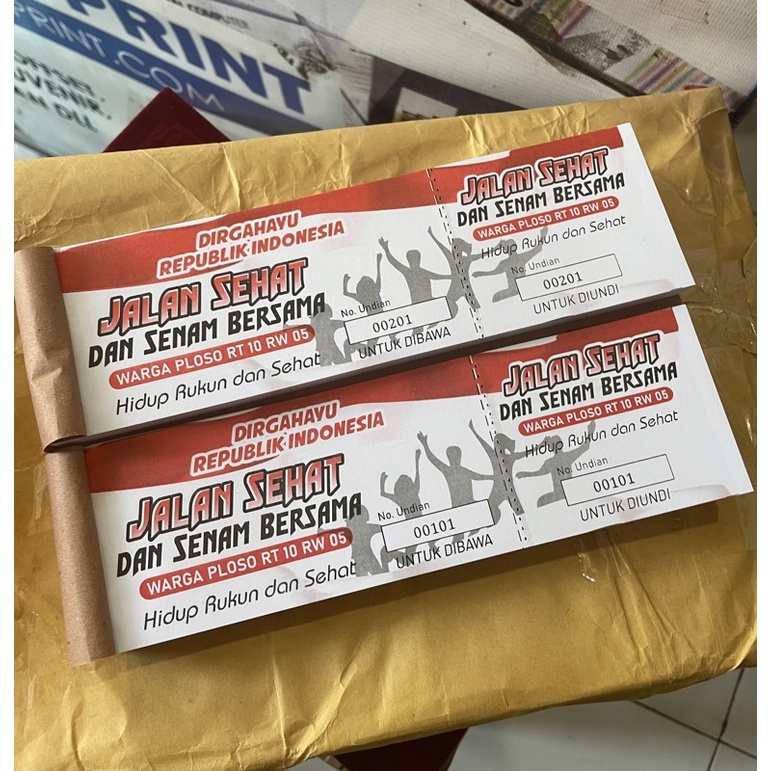 COMPUTER
PRINT
PRINT.COM
OFFSET,
DLL
DIRGAHAYU
REPUBLIK INDONESIA
JALAN SEHAT
DAN SENAM BERSAMA
WARGA PLOSO RT 10 RW 05
Hidup Rukun dan Sehat
No. Undian
00201
UNTUK DIBAWA
JALAN SEHAT
DAN SENAM BERSAMA
WARGA PLOSO RT 10 RW 05
Hidup Rukun dan Sehat
No. Undian
00201
UNTUK DIUNDI
DIRGAHAYU
REPUBLIK INDONESIA
JALAN SEHAT
DAN SENAM BERSAMA
WARGA PLOSO RT 10 RW 05
Hidup Rukun dan Sehat
No. Undian
00101
UNTUK DIBAWA
JALAN SEHAT
DAN SENAM BERSAMA
WARGA PLOSO RT 10 RW 05
Hidup Rukun dan Sehat
No. Undian
00101
UNTUK DIUNDI